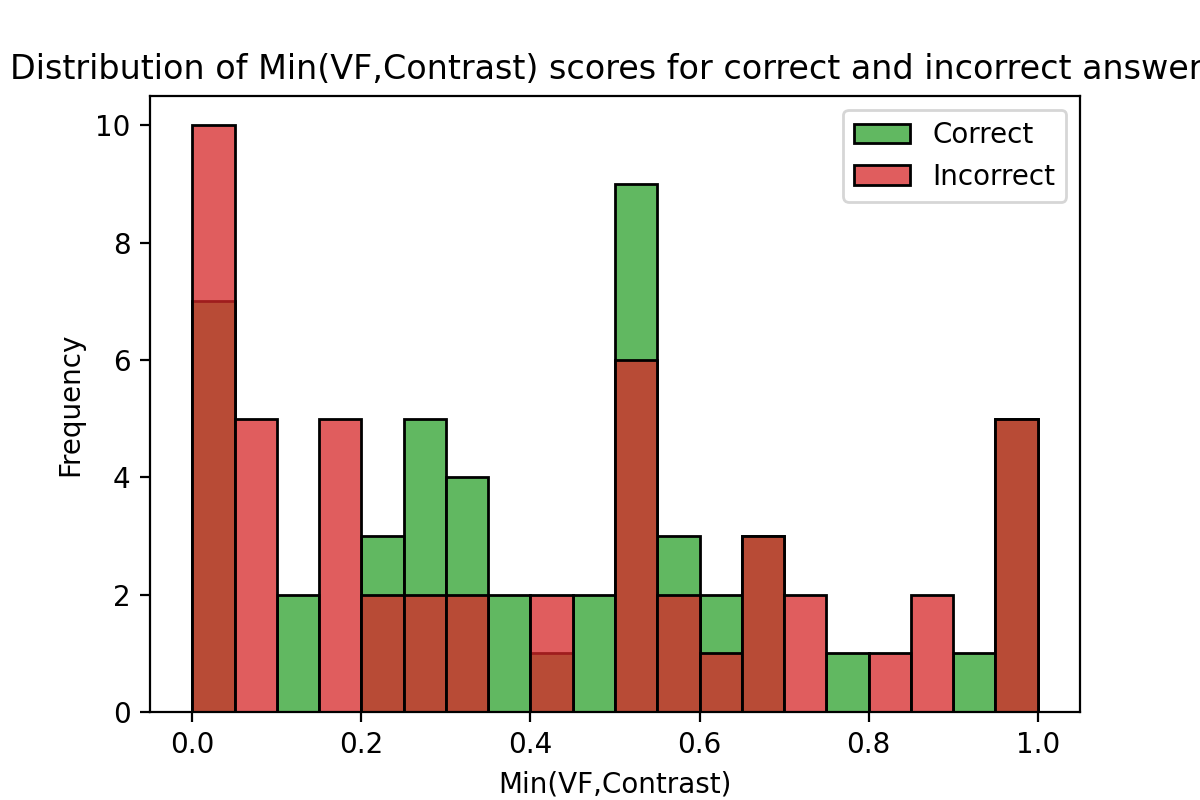 Distribution of Min(VF,Contrast) scores for correct and incorrect answer
Correct
Incorrect
10
8
6
4
2
0
Frequency
0.0 0.2 0.4 0.6 0.8 1.0
Min(VF,Contrast)